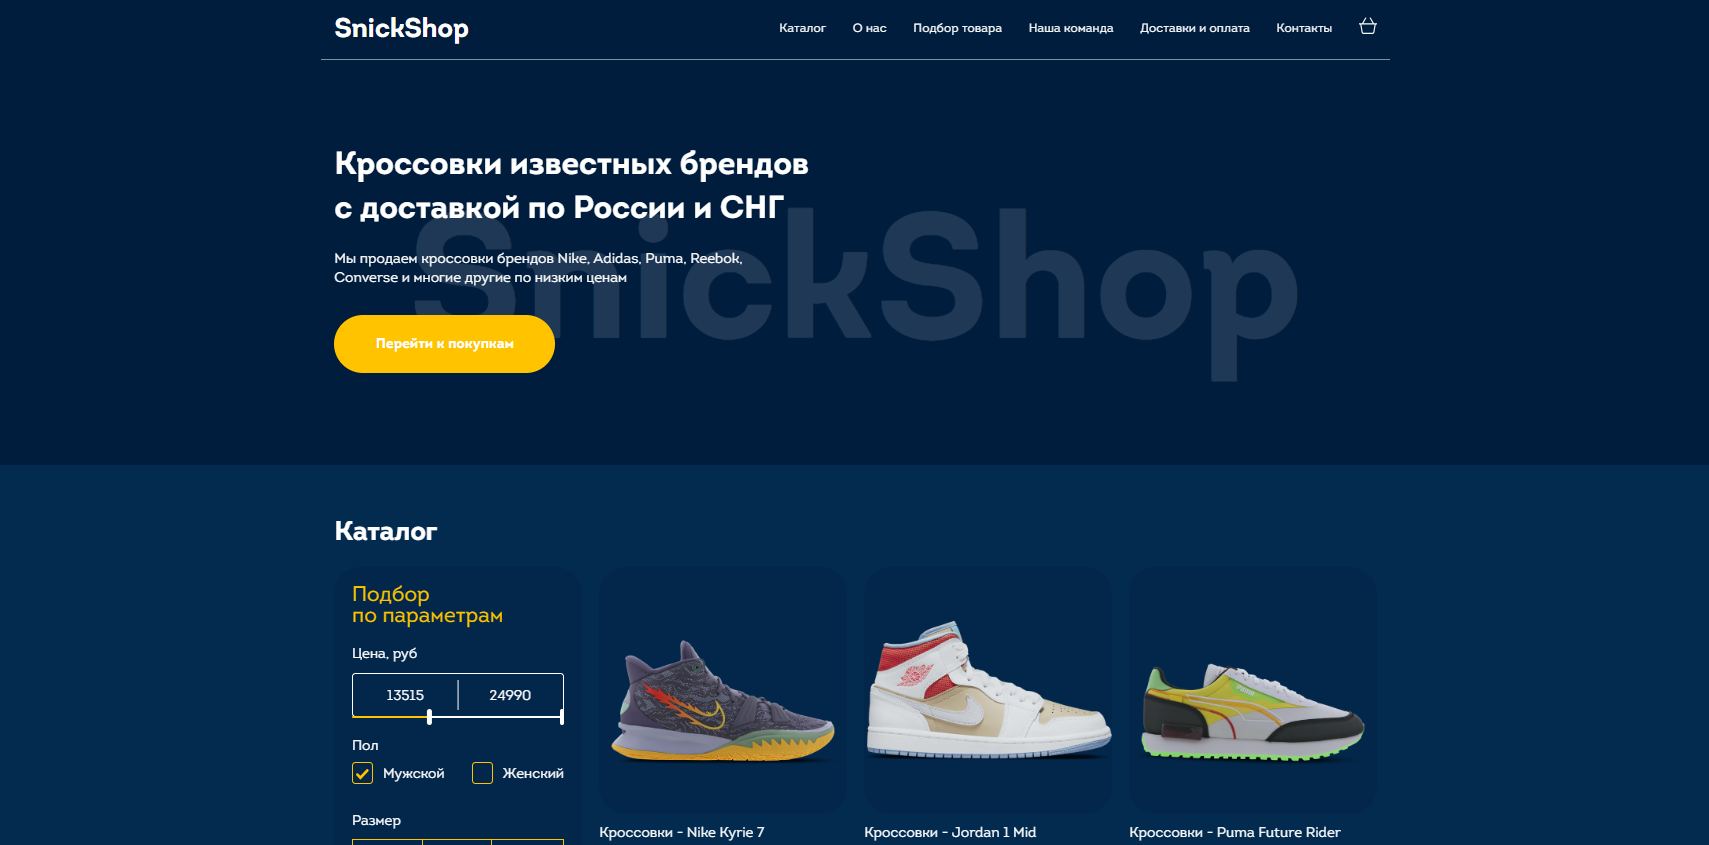 SnickShop
Каталог
О нас
Подбор товара
Наша команда
Доставки и оплата
Контакты
Кроссовки известных брендов
с доставкой по России и СНГ
SnickShop
Мы продаем кроссовки брендов Nike, Adidas, Puma, Reebok,
Converse и многие другие по низким ценам
Перейти к покупкам
Каталог
Подбор
по параметрам
Цена, руб
13515
24990
Пол
Мужской
Женский
Размер
Кроссовки - Nike Kyrie 7
Кроссовки - Jordan 1 Mid
Кроссовки - Puma Future Rider